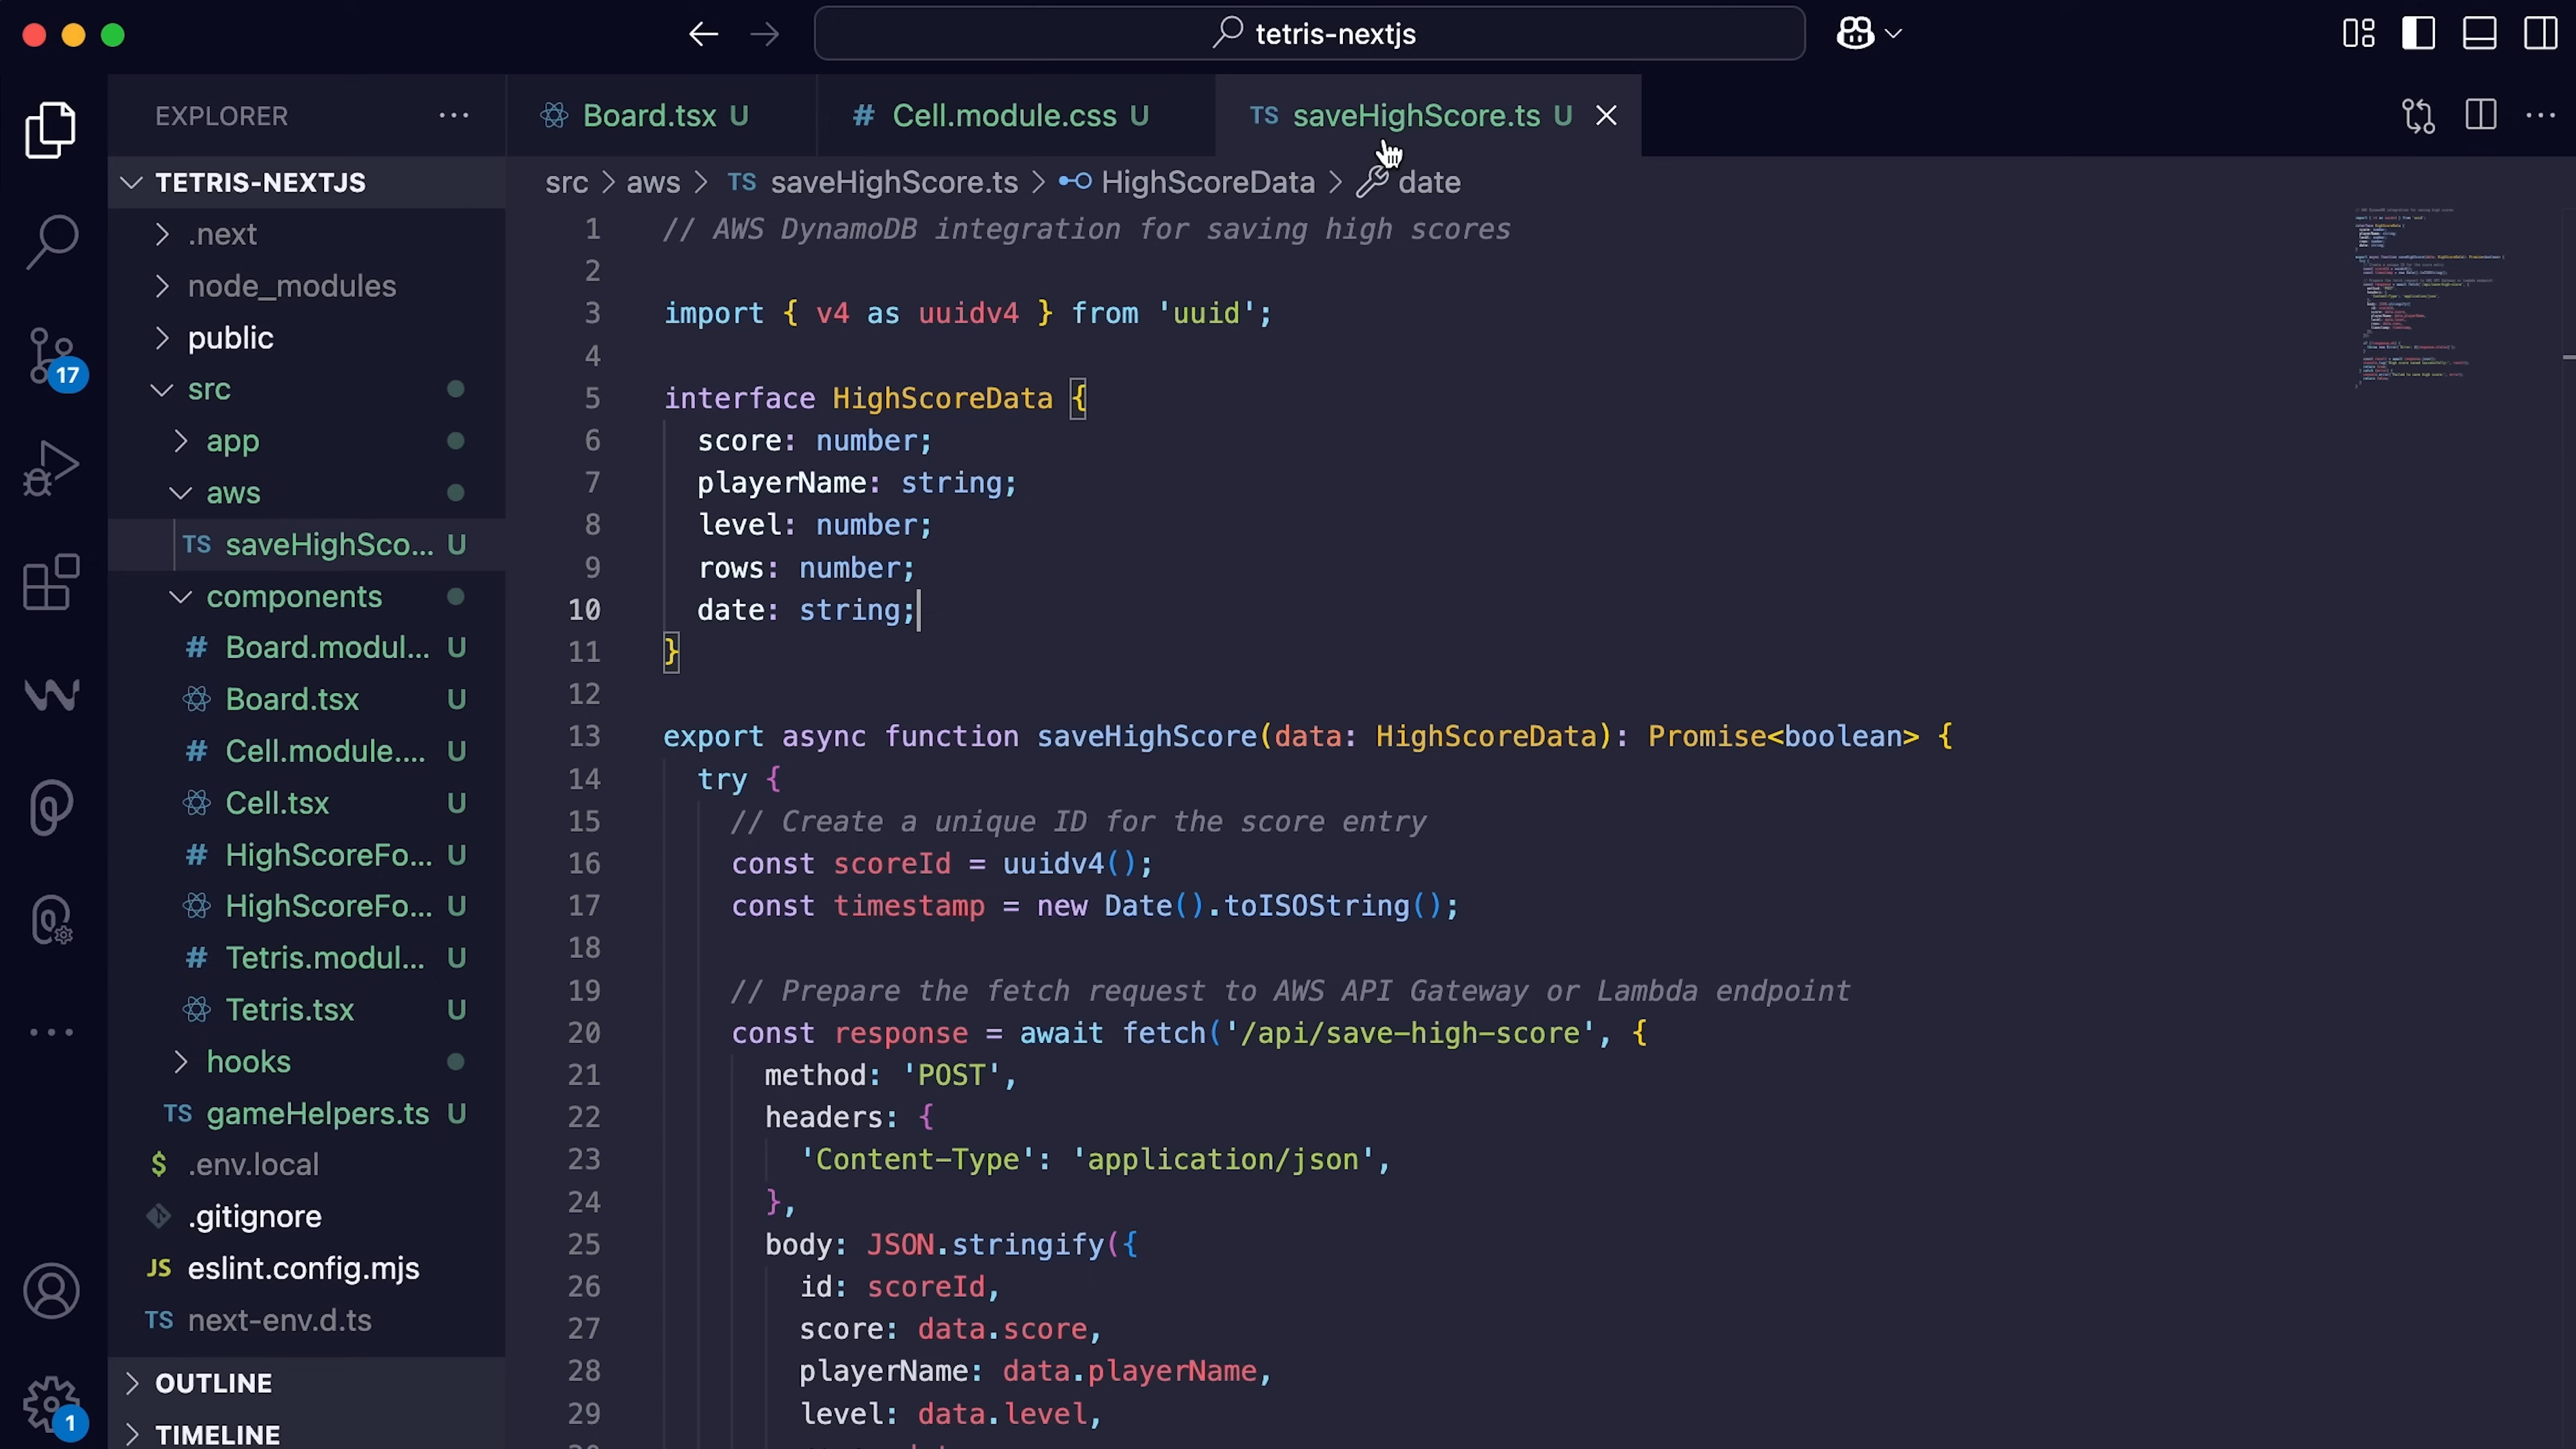 tetris-nextjs
EXPLORER
Board.tsx U
# Cell.module.css U
TS saveHighScore.ts U
TETRIS-NEXTJS
src > aws > TS saveHighScore.ts > HighScoreData > date
.next
node_modules
public
src
app
aws
TS saveHighSco... U
components
# Board.modul... U
Board.tsx U
# Cell.module.... U
Cell.tsx U
# HighScoreFo... U
HighScoreFo... U
# Tetris.modul... U
Tetris.tsx U
hooks
TS gameHelpers.ts U
$ .env.local
.gitignore
JS eslint.config.mjs
TS next-env.d.ts
OUTLINE
TIMELINE
17
1
1 // AWS DynamoDB integration for saving high scores
2
3 import { v4 as uuidv4 } from 'uuid';
4
5 interface HighScoreData {
6 score: number;
7 playerName: string;
8 level: number;
9 rows: number;
10 date: string;
11 }
12
13 export async function saveHighScore(data: HighScoreData): Promise<boolean> {
14 try {
15 // Create a unique ID for the score entry
16 const scoreId = uuidv4();
17 const timestamp = new Date().toISOString();
18
19 // Prepare the fetch request to AWS API Gateway or Lambda endpoint
20 const response = await fetch('/api/save-high-score', {
21 method: 'POST',
22 headers: {
23 'Content-Type': 'application/json',
24 },
25 body: JSON.stringify({
26 id: scoreId,
27 score: data.score,
28 playerName: data.playerName,
29 level: data.level,